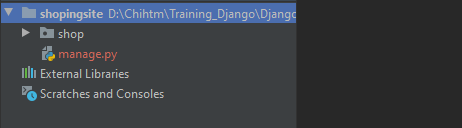 shopingsite D:\Chihtm\Training_Django\Django
shop
manage.py
External Libraries
Scratches and Consoles